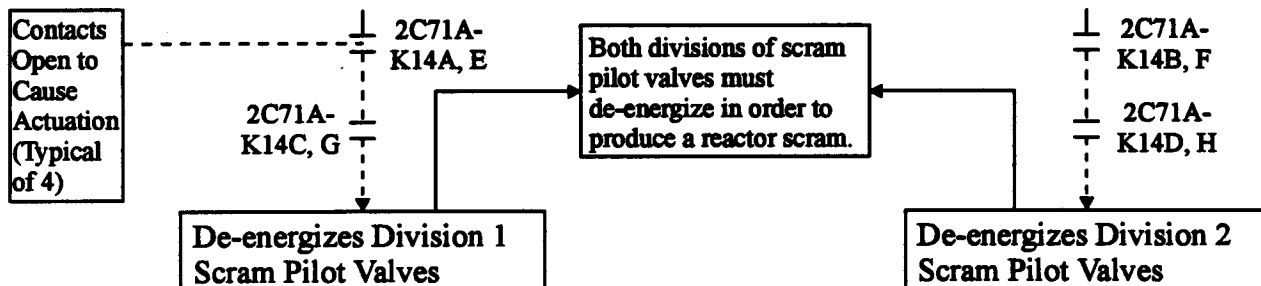 Contacts
Open to
Cause
Actuation
(Typical
of 4)
2C71A-
K14A, E
2C71A-
K14C, G
Both divisions of scram
pilot valves must
de-energize in order to
produce a reactor scram.
2C71A-
K14B, F
2C71A-
K14D, H
De-energizes Division 1
Scram Pilot Valves
De-energizes Division 2
Scram Pilot Valves